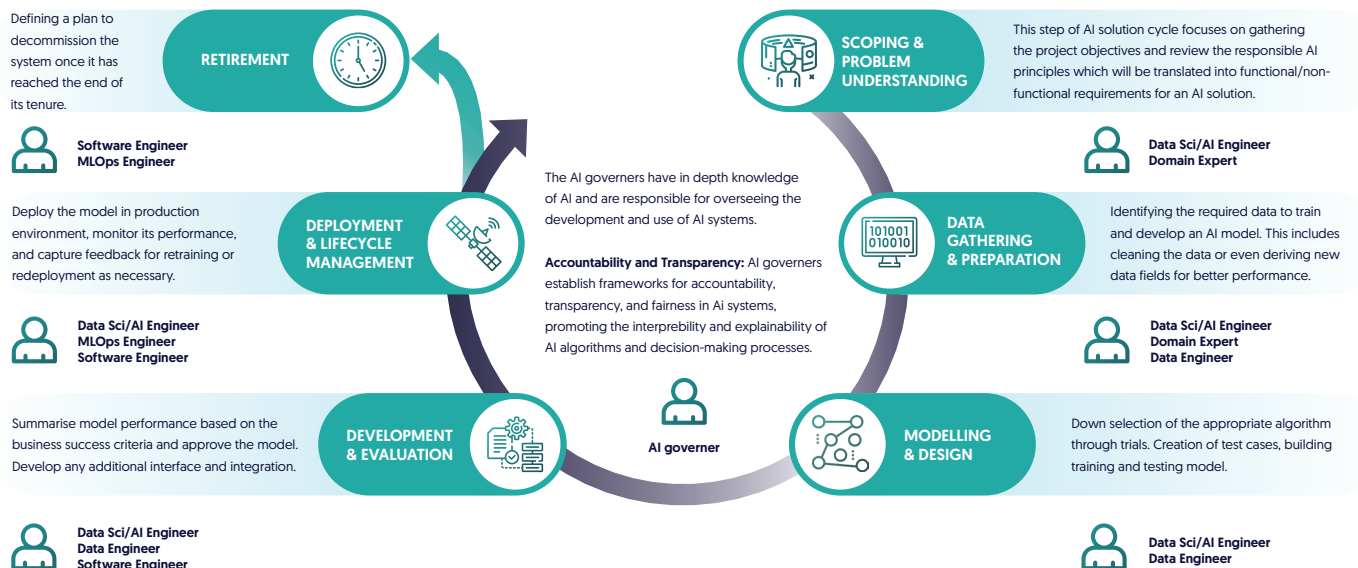 Defining a plan to
decommission the
system once it has
reached the end of
its tenure.
RETIREMENT
Software Engineer
MLOps Engineer
SCOPING &
PROBLEM
UNDERSTANDING
This step of AI solution cycle focuses on gathering
the project objectives and review the responsible AI
principles which will be translated into functional/non-
functional requirements for an AI solution.
Data Sci/AI Engineer
Domain Expert
Deploy the model in production
environment, monitor its performance,
and capture feedback for retraining or
redeployment as necessary.
DEPLOYMENT
& LIFECYCLE
MANAGEMENT
Data Sci/AI Engineer
MLOps Engineer
Software Engineer
The AI governers have in depth knowledge
of AI and are responsible for overseeing the
development and use of AI systems.
Accountability and Transparency: AI governers
establish frameworks for accountability,
transparency, and fairness in Ai systems,
promoting the interprebility and explainability of
AI algorithms and decision-making processes.
AI governer
101001
010010
DATA
GATHERING
& PREPARATION
Identifying the required data to train
and develop an AI model. This includes
cleaning the data or even deriving new
data fields for better performance.
Data Sci/AI Engineer
Domain Expert
Data Engineer
Summarise model performance based on the
business success criteria and approve the model.
Develop any additional interface and integration.
DEVELOPMENT
& EVALUATION
Data Sci/AI Engineer
Data Engineer
Software Engineer
MODELLING
& DESIGN
Down selection of the appropriate algorithm
through trials. Creation of test cases, building
training and testing model.
Data Sci/AI Engineer
Data Engineer